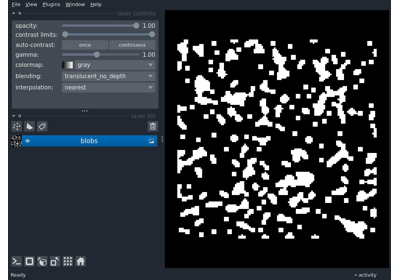 File View Plugins Window Help
layer controls
opacity: 1.00
contrast limits:
auto-contrast: once continuous
gamma: 1.00
colormap: gray
blending: translucent_no_depth
interpolation: nearest
layer list
blobs
Ready
activity